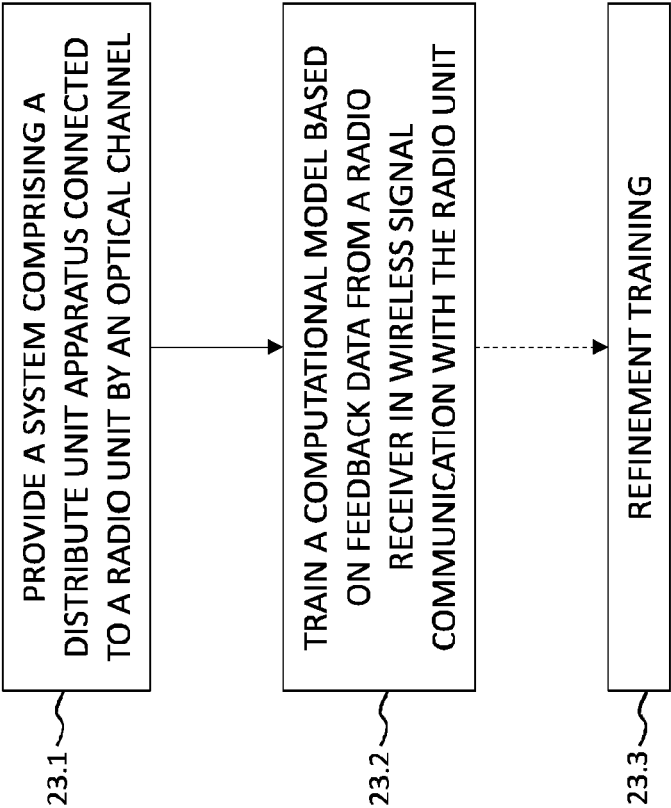 PROVIDE A SYSTEM COMPRISING A
DISTRIBUTE UNIT APPARATUS CONNECTED
TO A RADIO UNIT BY AN OPTICAL CHANNEL
23.1
TRAIN A COMPUTATIONAL MODEL BASED
ON FEEDBACK DATA FROM A RADIO
RECEIVER IN WIRELESS SIGNAL
COMMUNICATION WITH THE RADIO UNIT
23.2
REFINEMENT TRAINING
23.3